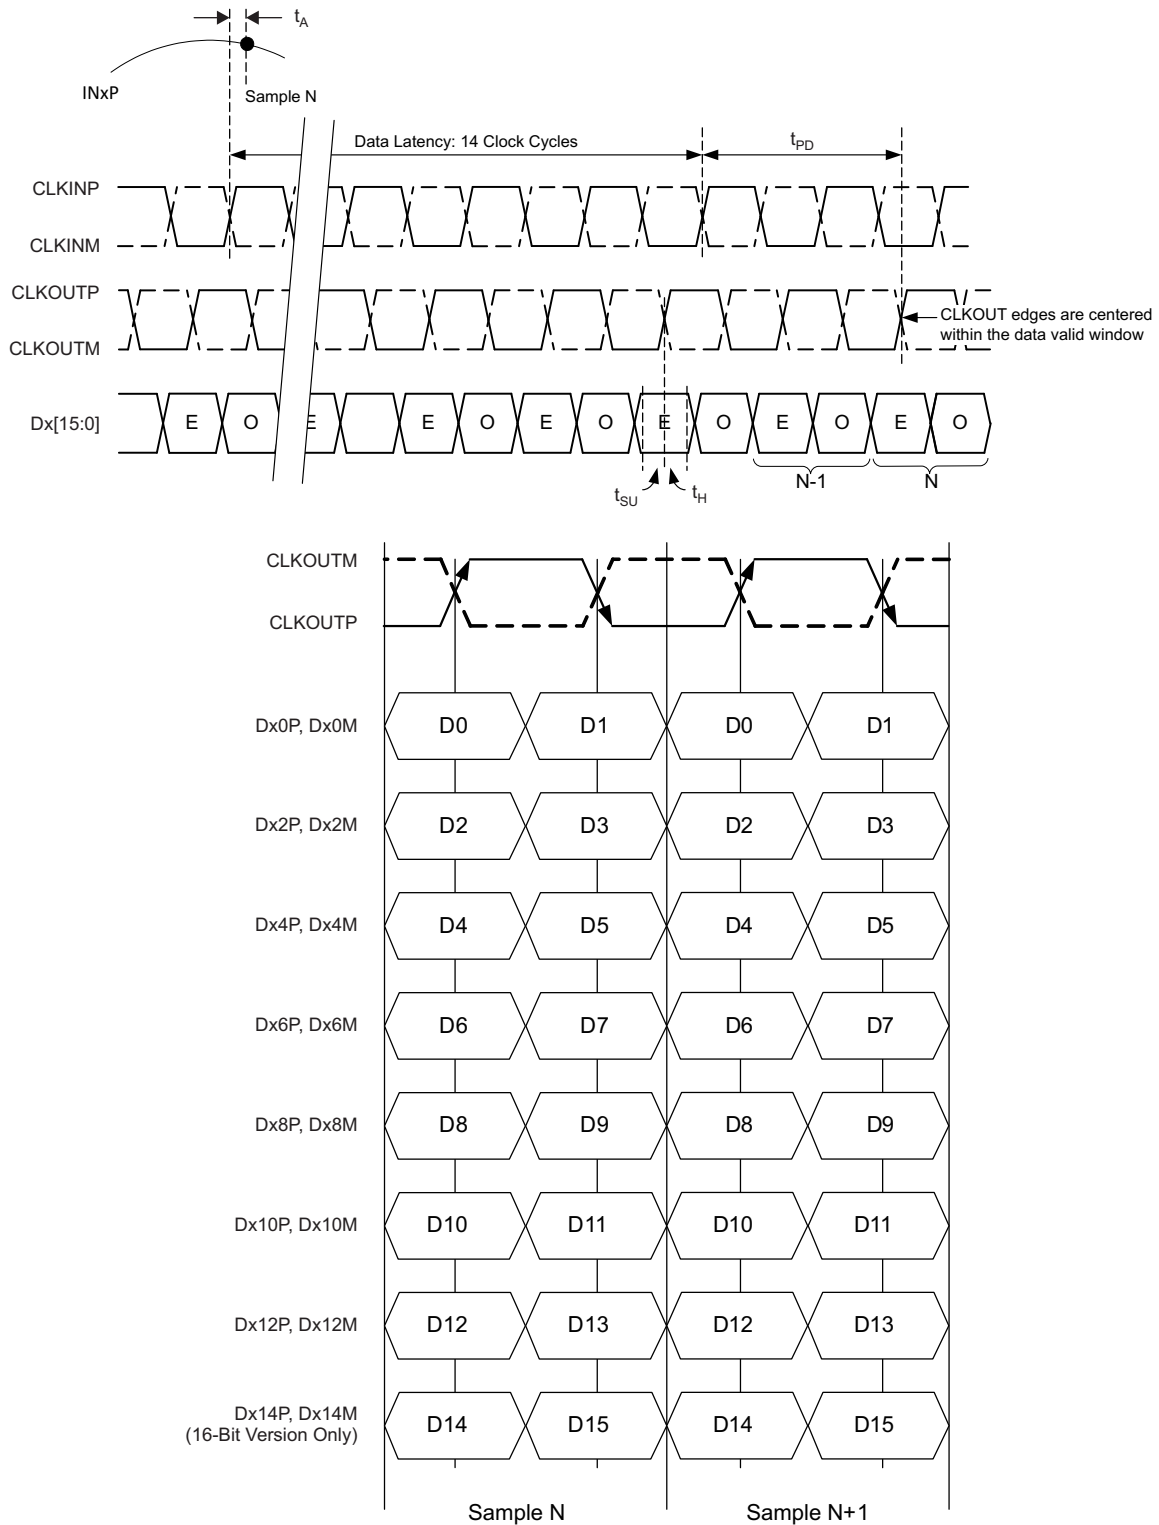 tA
INxP
Sample N
Data Latency: 14 Clock Cycles
tPD
CLKINP
CLKINM
CLKOUTP
CLKOUTM
CLKOUT edges are centered
within the data valid window
Dx[15:0]
E O E E O E O E O E O E O
tSU
tH
N-1
N
CLKOUTM
CLKOUTP
Dx0P, Dx0M
D0 D1 D0 D1
Dx2P, Dx2M
D2 D3 D2 D3
Dx4P, Dx4M
D4 D5 D4 D5
Dx6P, Dx6M
D6 D7 D6 D7
Dx8P, Dx8M
D8 D9 D8 D9
Dx10P, Dx10M
D10 D11 D10 D11
Dx12P, Dx12M
D12 D13 D12 D13
Dx14P, Dx14M
(16-Bit Version Only)
D14 D15 D14 D15
Sample N
Sample N+1